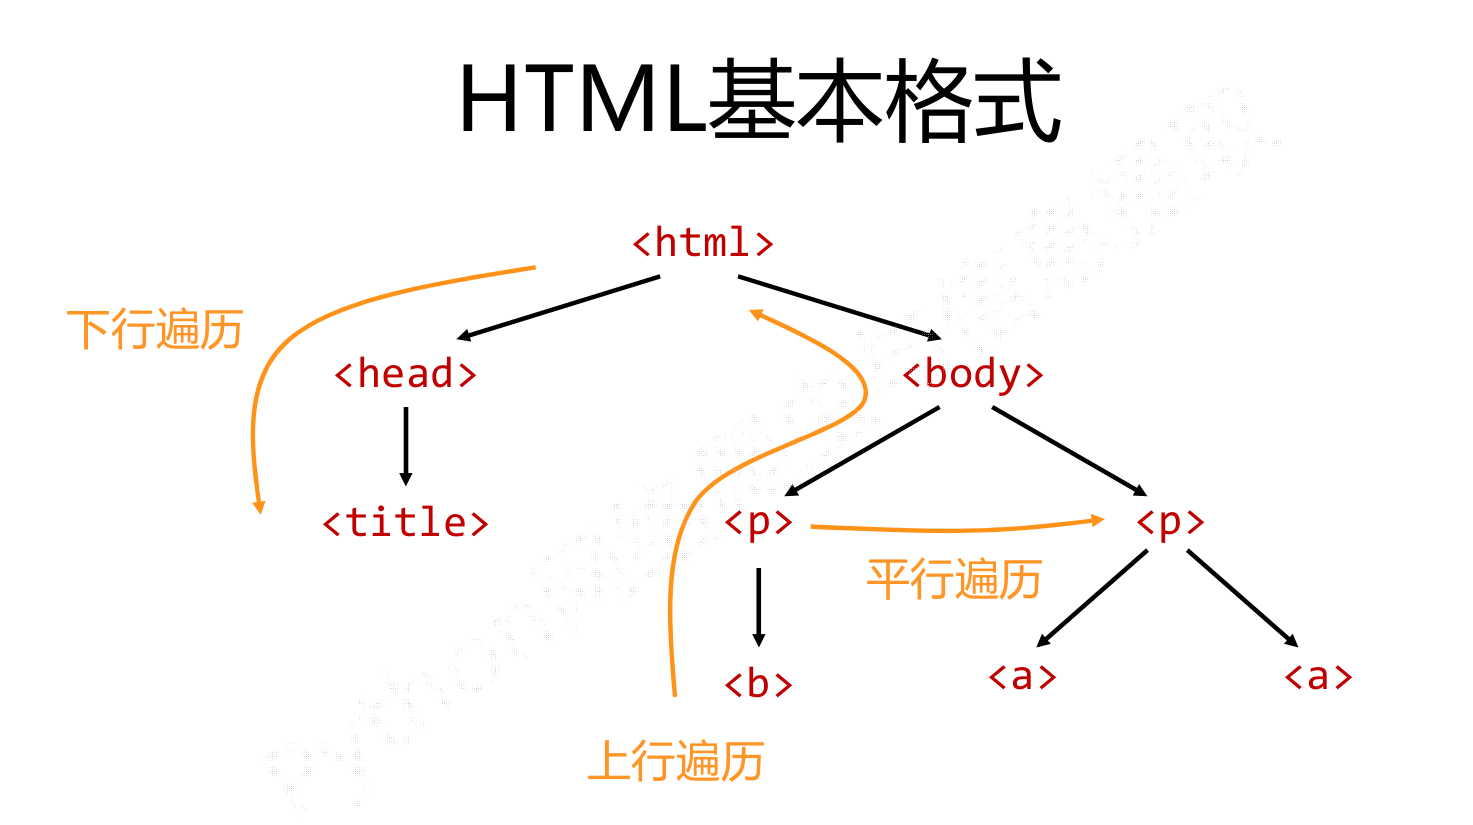 HTML基本格式
<html>
下行遍历
<head>
<body>
<title>
<p>
<p>
平行遍历
<b>
<a>
<a>
上行遍历